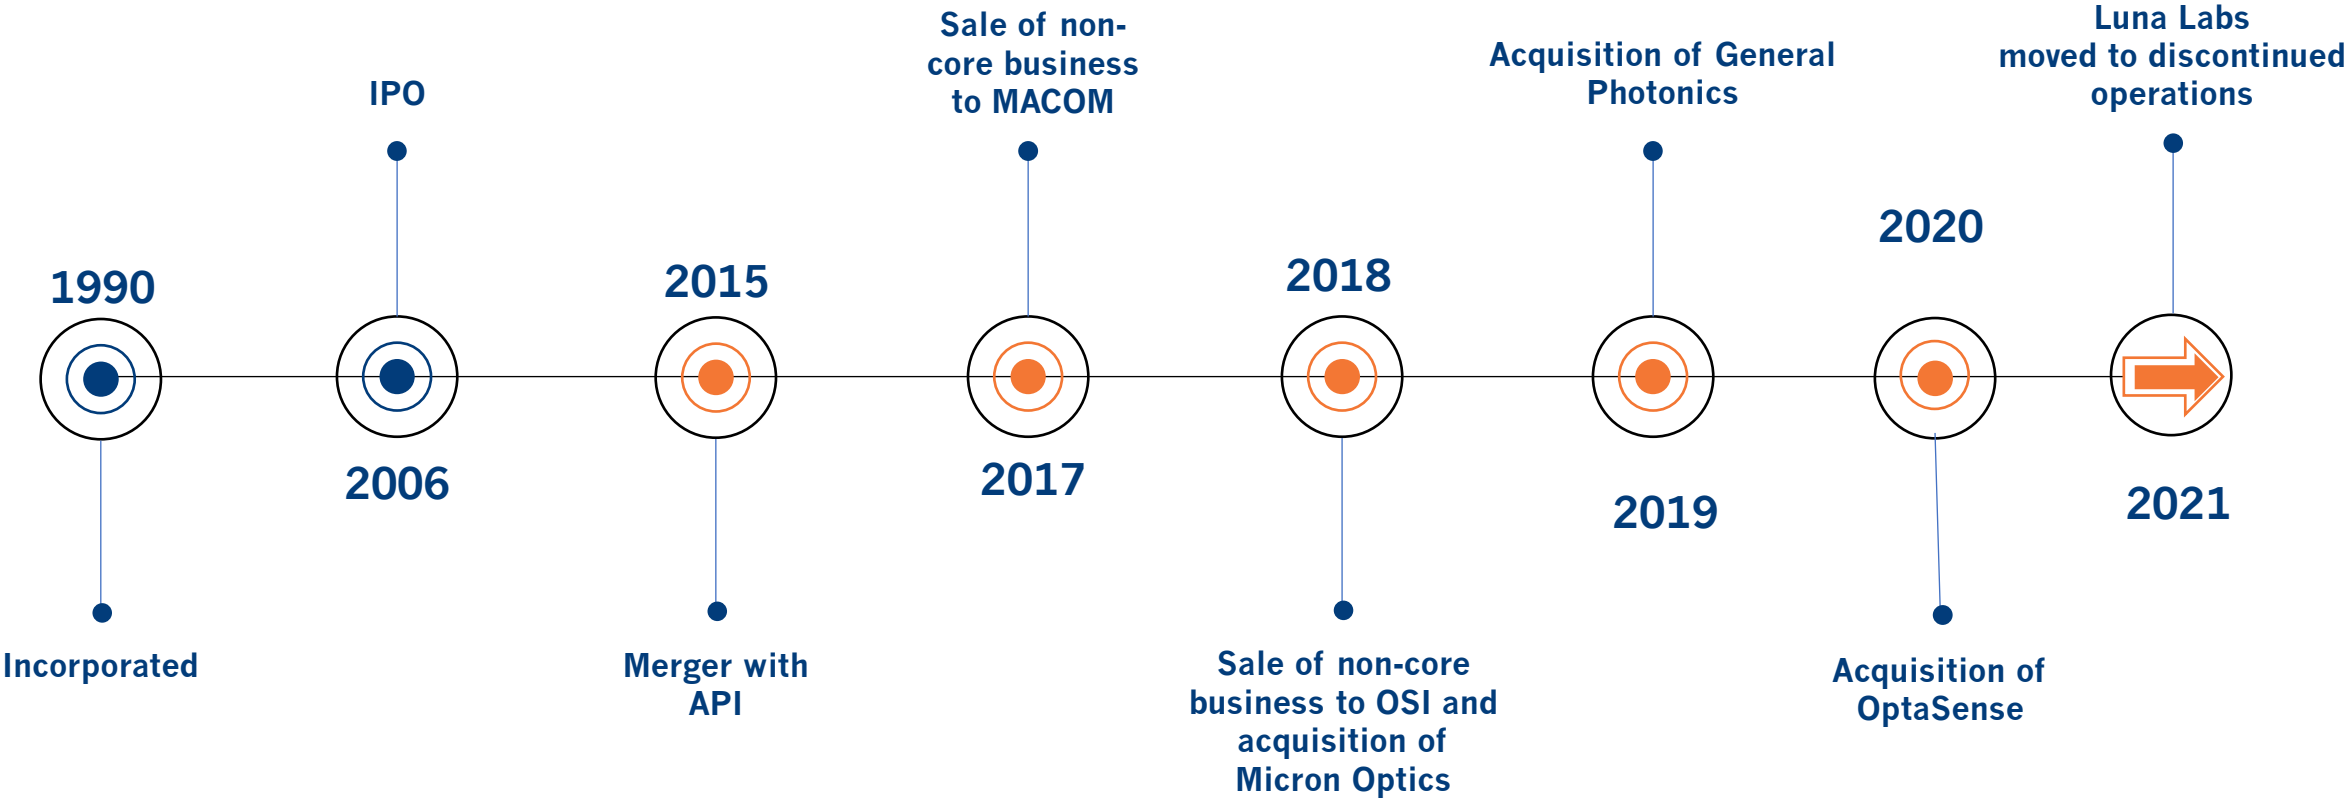 1990
Incorporated
IPO
2006
2015
Merger with
API
Sale of non-
core business
to MACOM
2017
2018
Sale of non-core
business to OSI and
acquisition of
Micron Optics
Acquisition of General
Photonics
2019
2020
Acquisition of
OptaSense
Luna Labs
moved to discontinued
operations
2021